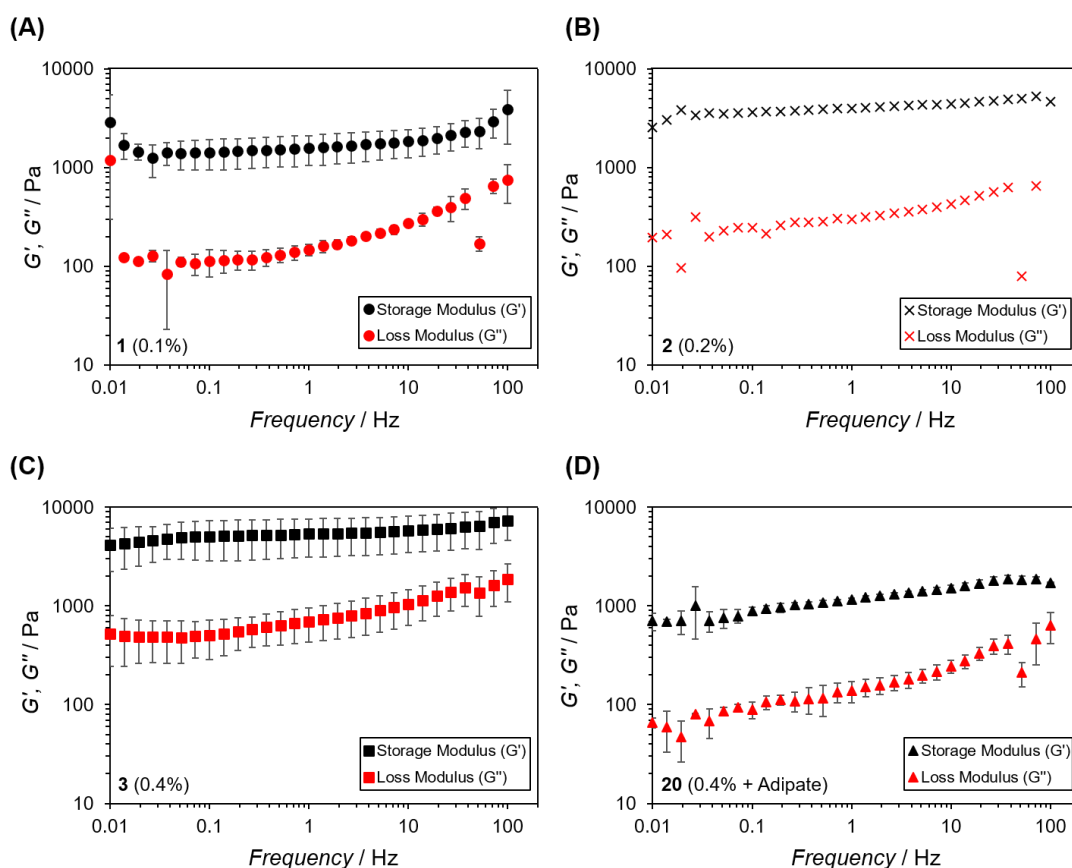 (A)
10000
1000
100
10
G', G'' / Pa
Storage Modulus (G')
Loss Modulus (G'')
1 (0.1%)
0.01 0.1 1 10 100
Frequency / Hz
(B)
10000
1000
100
10
G', G'' / Pa
Storage Modulus (G')
Loss Modulus (G'')
2 (0.2%)
0.01 0.1 1 10 100
Frequency / Hz
(C)
10000
1000
100
10
G', G'' / Pa
Storage Modulus (G')
Loss Modulus (G'')
3 (0.4%)
0.01 0.1 1 10 100
Frequency / Hz
(D)
10000
1000
100
10
G', G'' / Pa
Storage Modulus (G')
Loss Modulus (G'')
20 (0.4% + Adipate)
0.01 0.1 1 10 100
Frequency / Hz